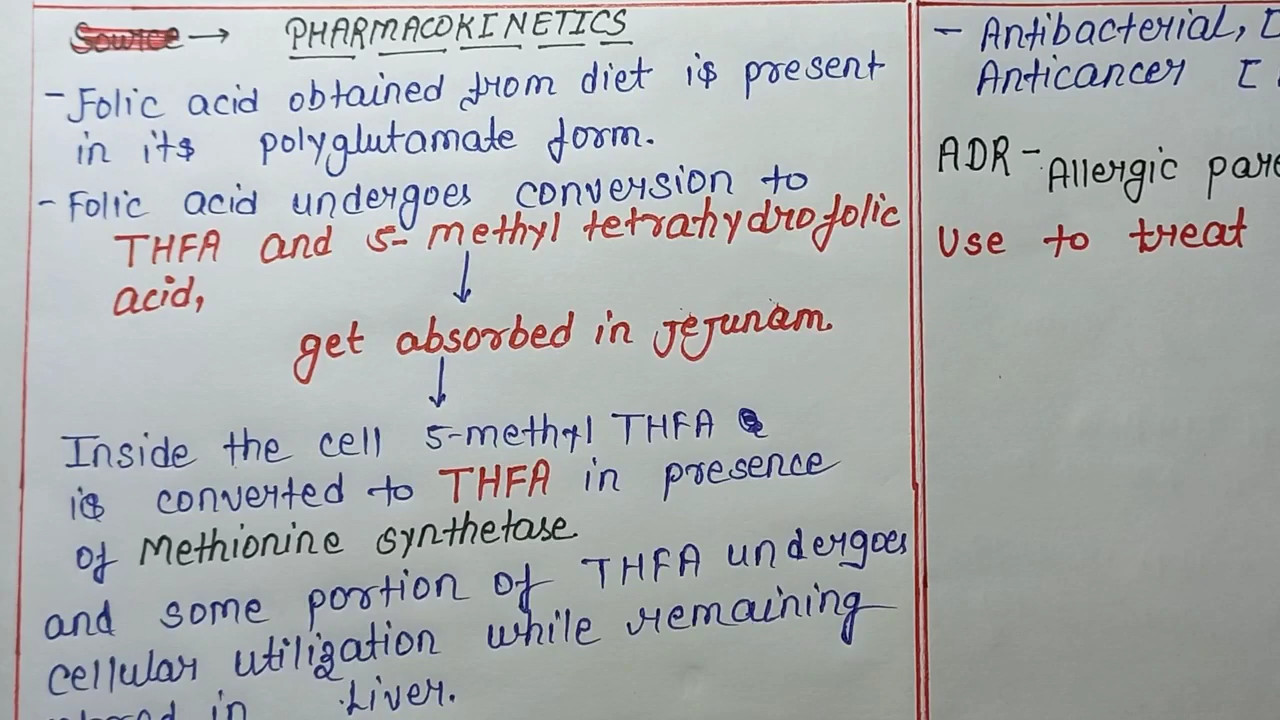 Source → PHARMACOKINETICS
- Folic acid obtained from diet is present
in its polyglutamate form.
- Folic acid undergoes conversion to
THFA and 5-methyl tetrahydrofolic
acid,
↓
get absorbed in jejunam
↓
Inside the cell 5-methyl THFA
is converted to THFA in presence
of Methionine synthetase
and some portion of THFA undergoes
cellular utilization while remaining
in Liver.
- Antibacterial, [
Anticancer [
ADR - Allergic
Use to treat